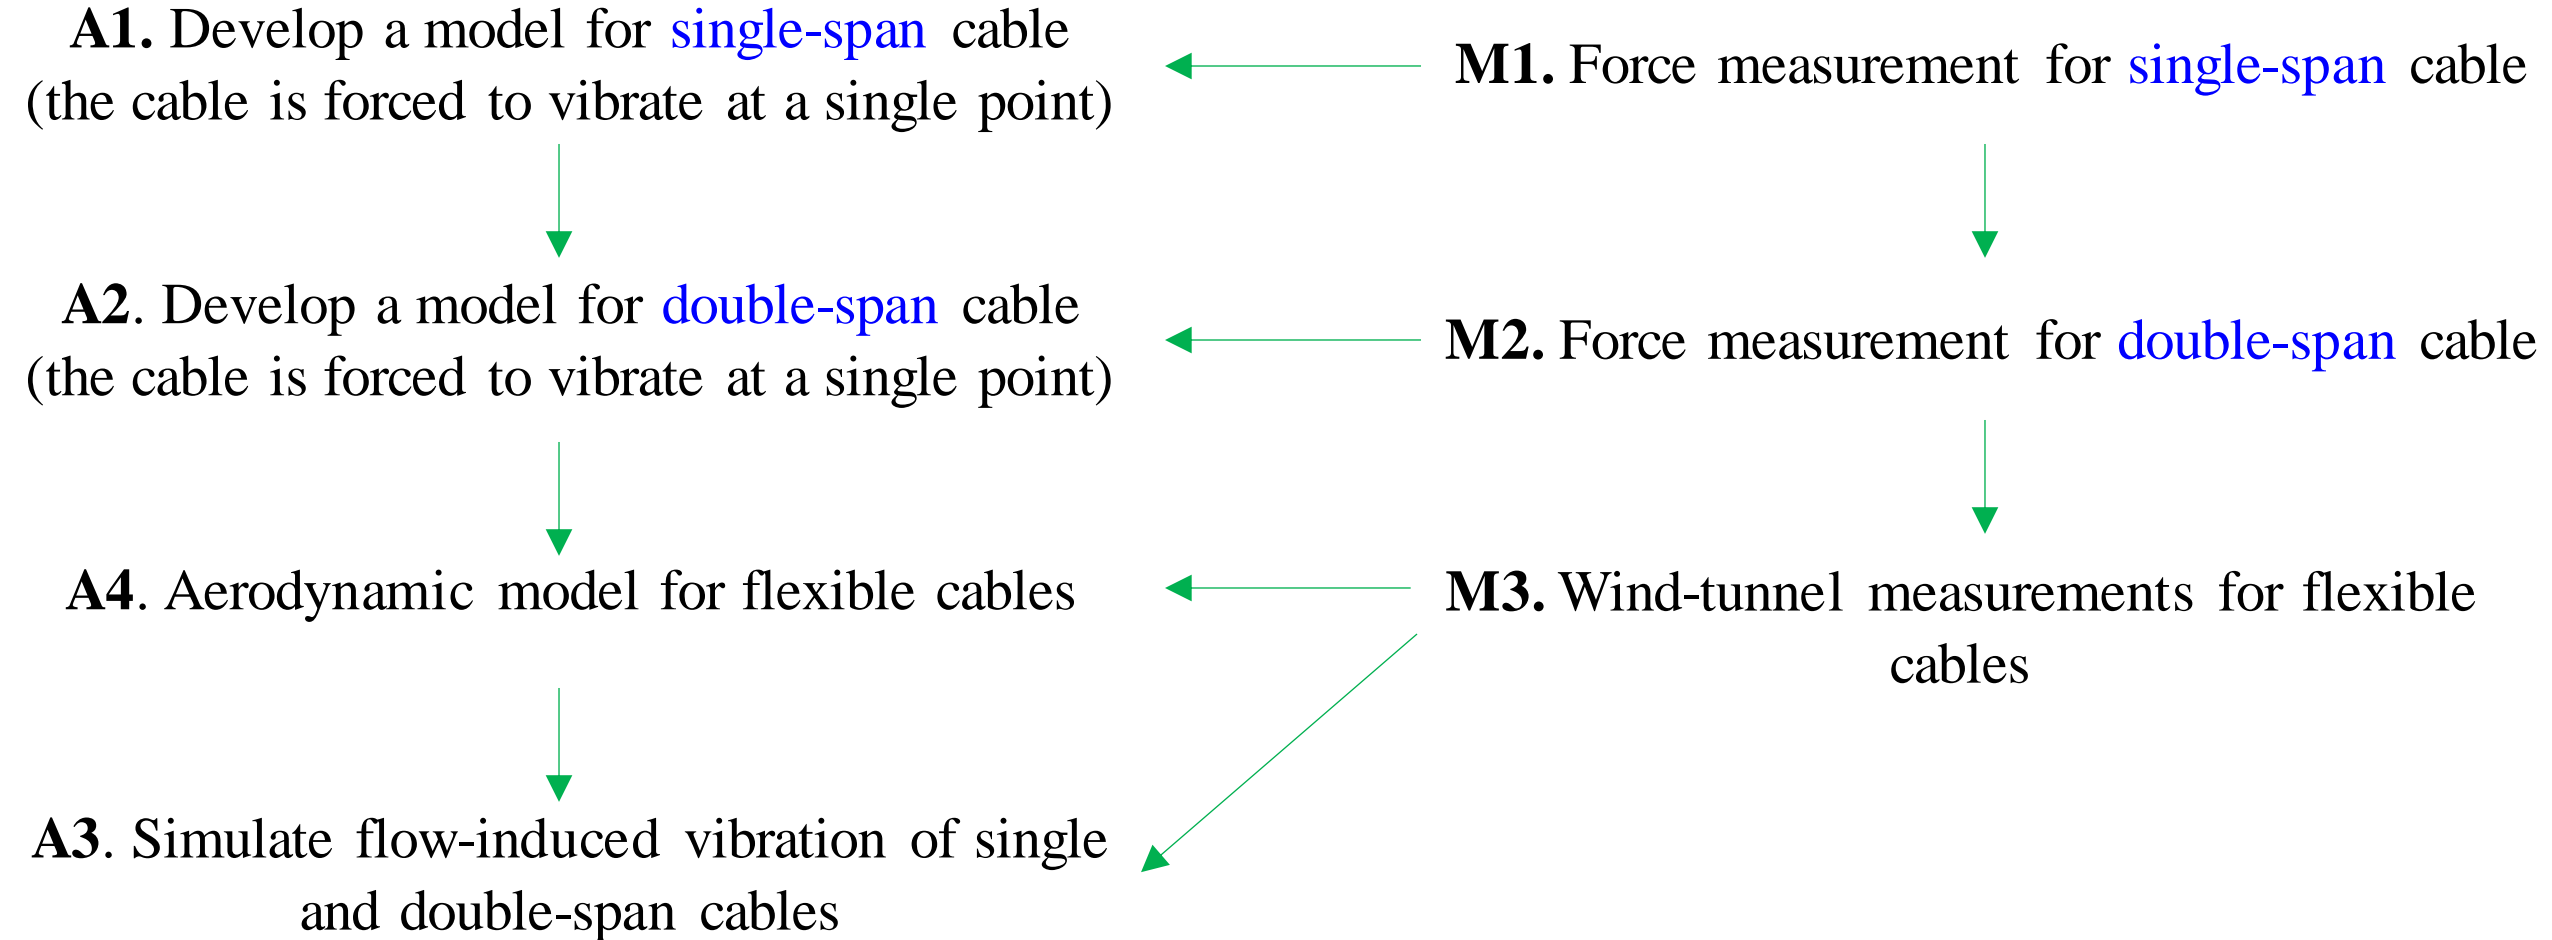 A1. Develop a model for single-span cable
(the cable is forced to vibrate at a single point)
M1. Force measurement for single-span cable
A2. Develop a model for double-span cable
(the cable is forced to vibrate at a single point)
M2. Force measurement for double-span cable
A4. Aerodynamic model for flexible cables
M3. Wind-tunnel measurements for flexible
cables
A3. Simulate flow-induced vibration of single
and double-span cables